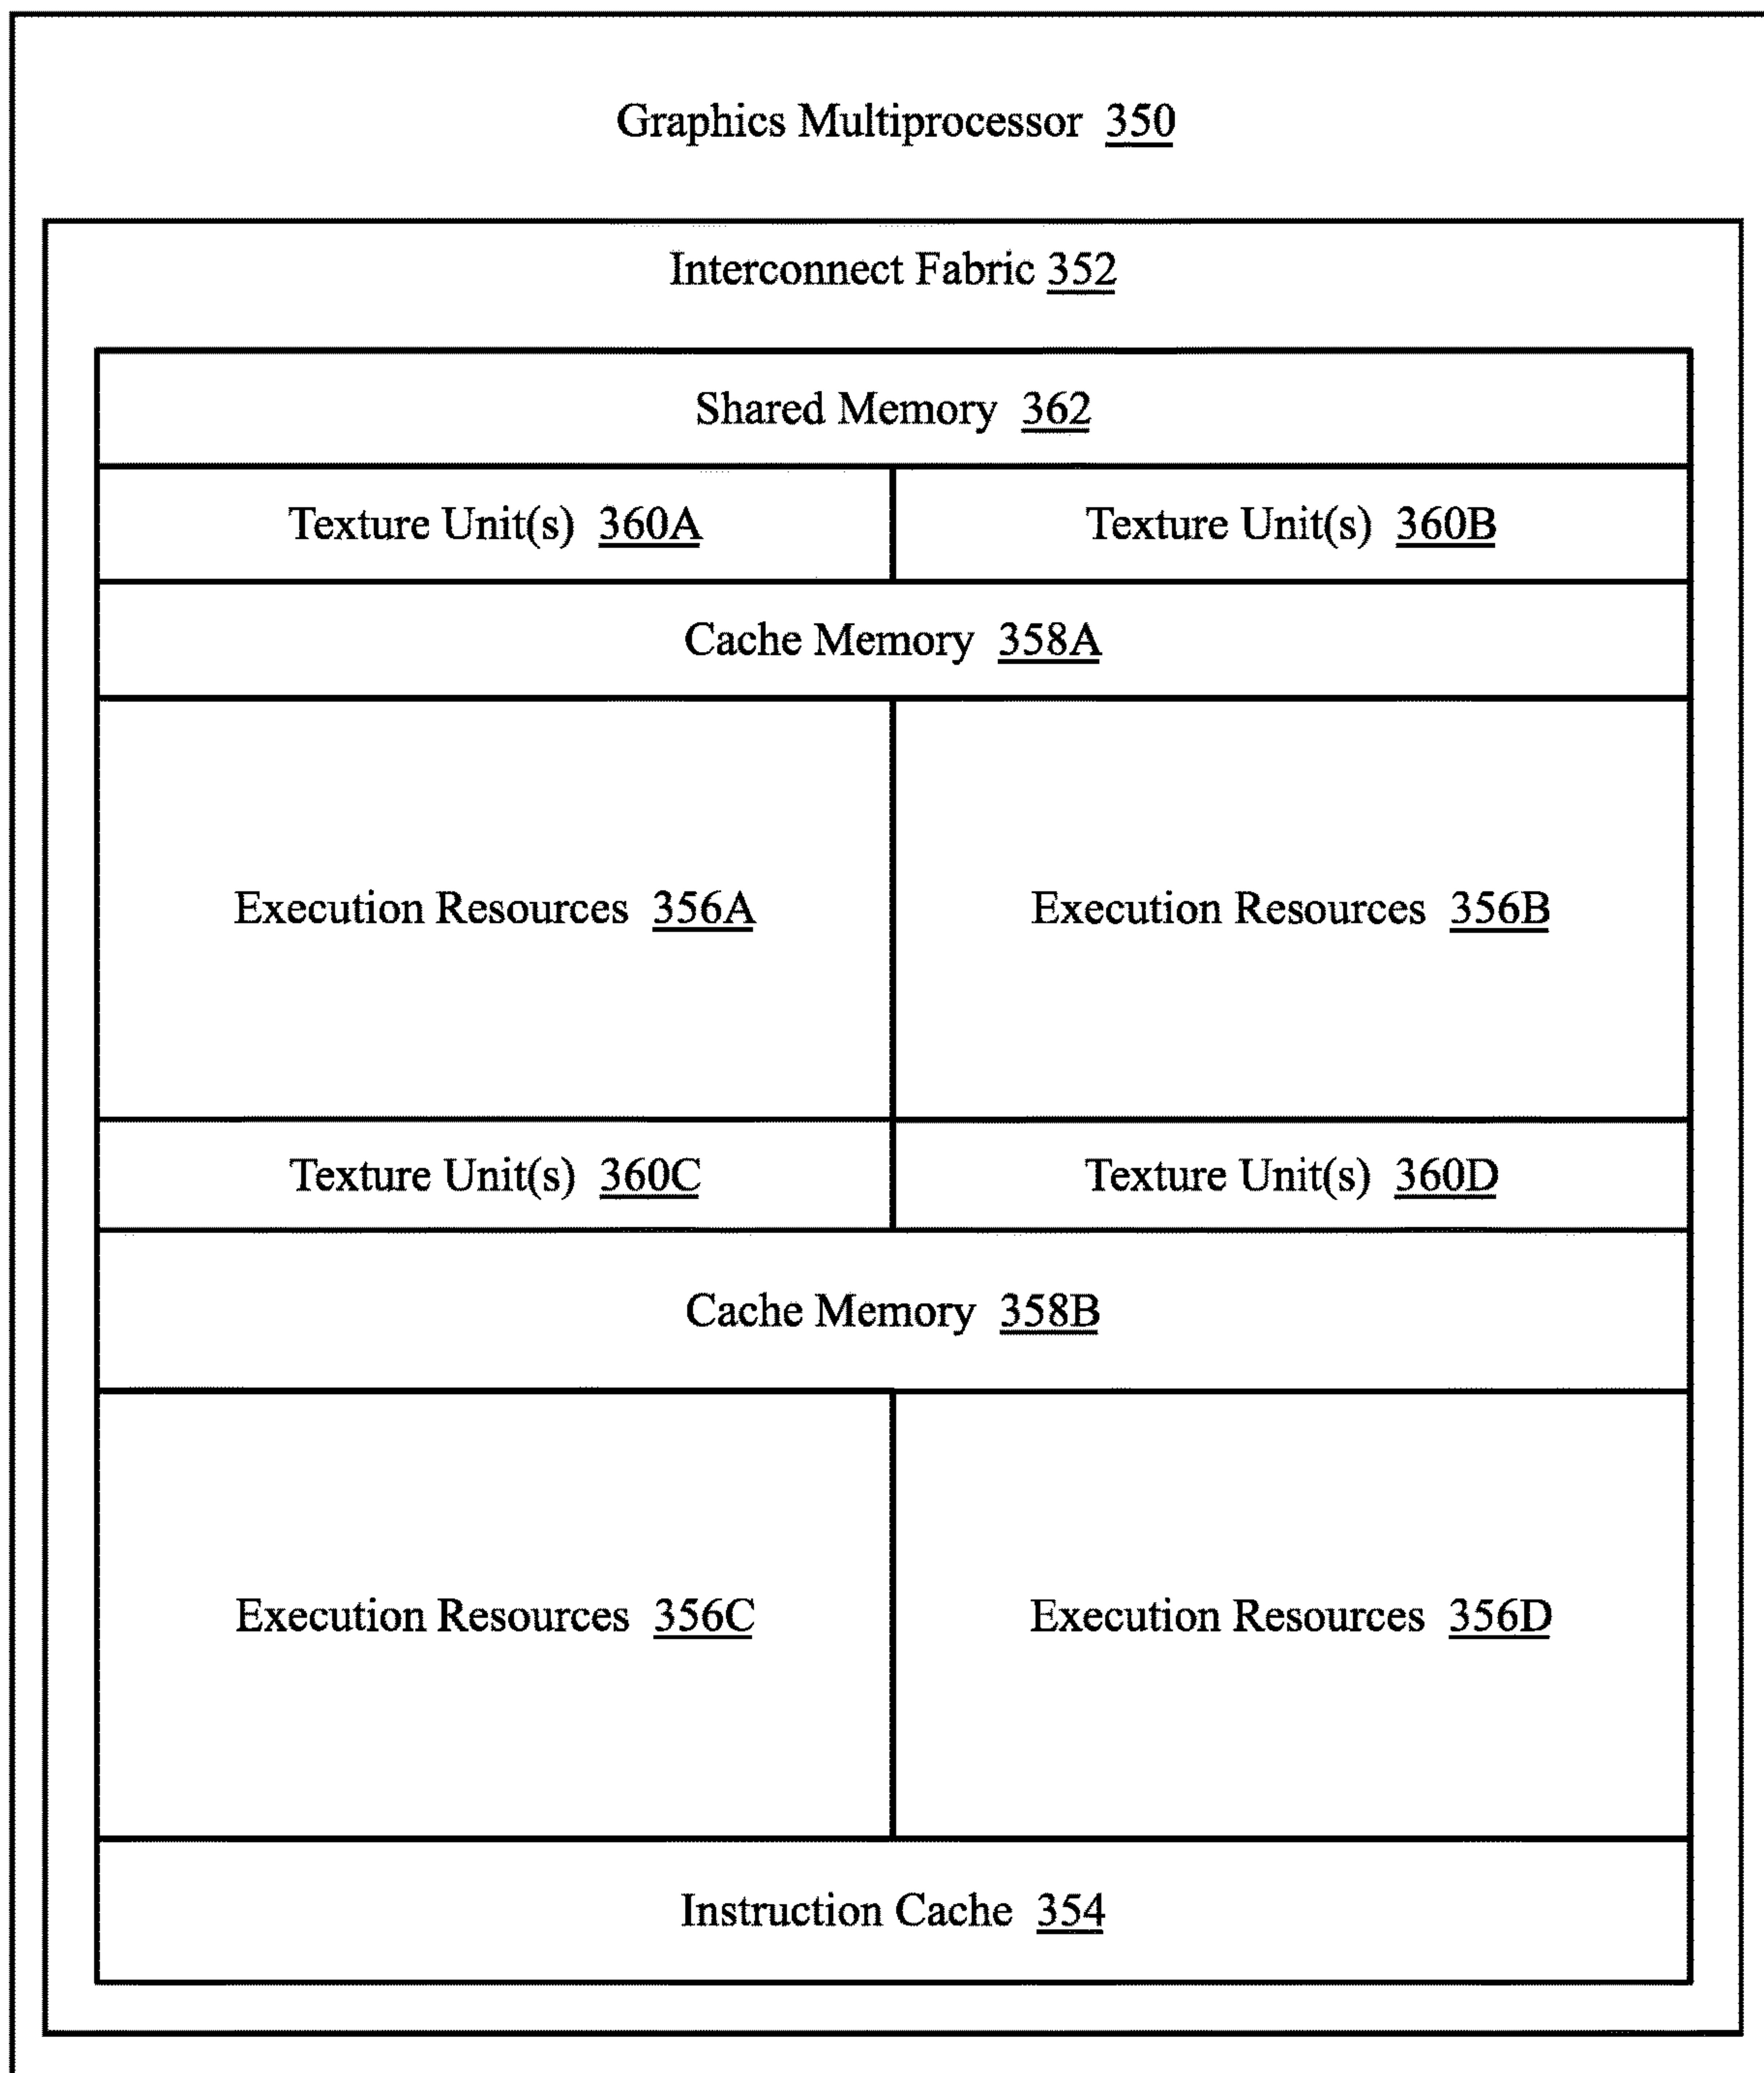 Graphics Multiprocessor 350
Interconnect Fabric 352
Shared Memory 362
Texture Unit(s) 360A
Texture Unit(s) 360B
Cache Memory 358A
Execution Resources 356A
Execution Resources 356B
Texture Unit(s) 360C
Texture Unit(s) 360D
Cache Memory 358B
Execution Resources 356C
Execution Resources 356D
Instruction Cache 354